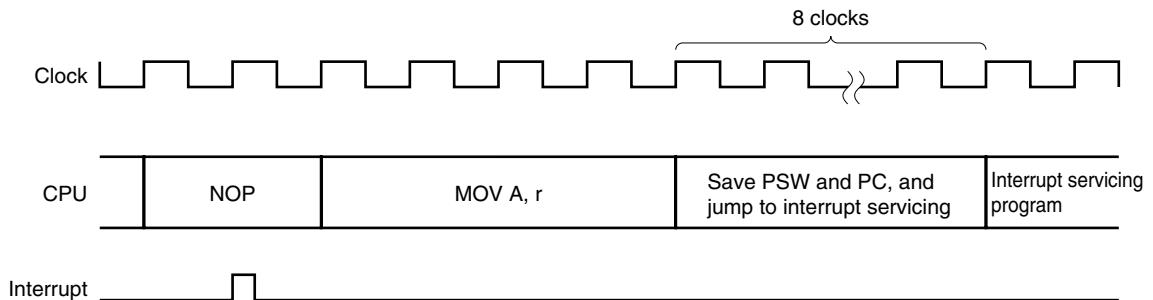 8 clocks
Clock
CPU
NOP
MOV A, r
Save PSW and PC, and
jump to interrupt servicing
Interrupt servicing
program
Interrupt